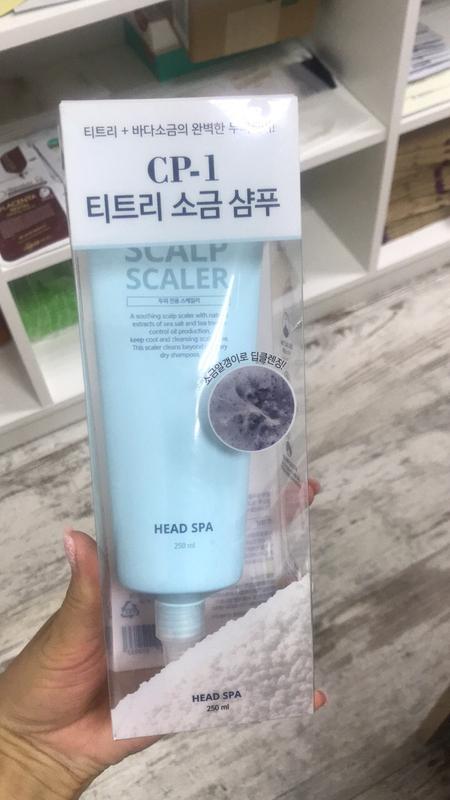 티트리 + 바다소금의 완벽한
CP-1
티트리 소금 샴푸
SCALP
SCALER
두피 전용 스케일러
A soothing scalp scaler with
extracts of sea salt and tea
control oil production,
keep cool and cleansing
This scaler cleans beyond
dry shampoos.
소금알갱이로 딥클렌징!
HEAD SPA
250 ml
HEAD SPA
250 ml
PLACENTA